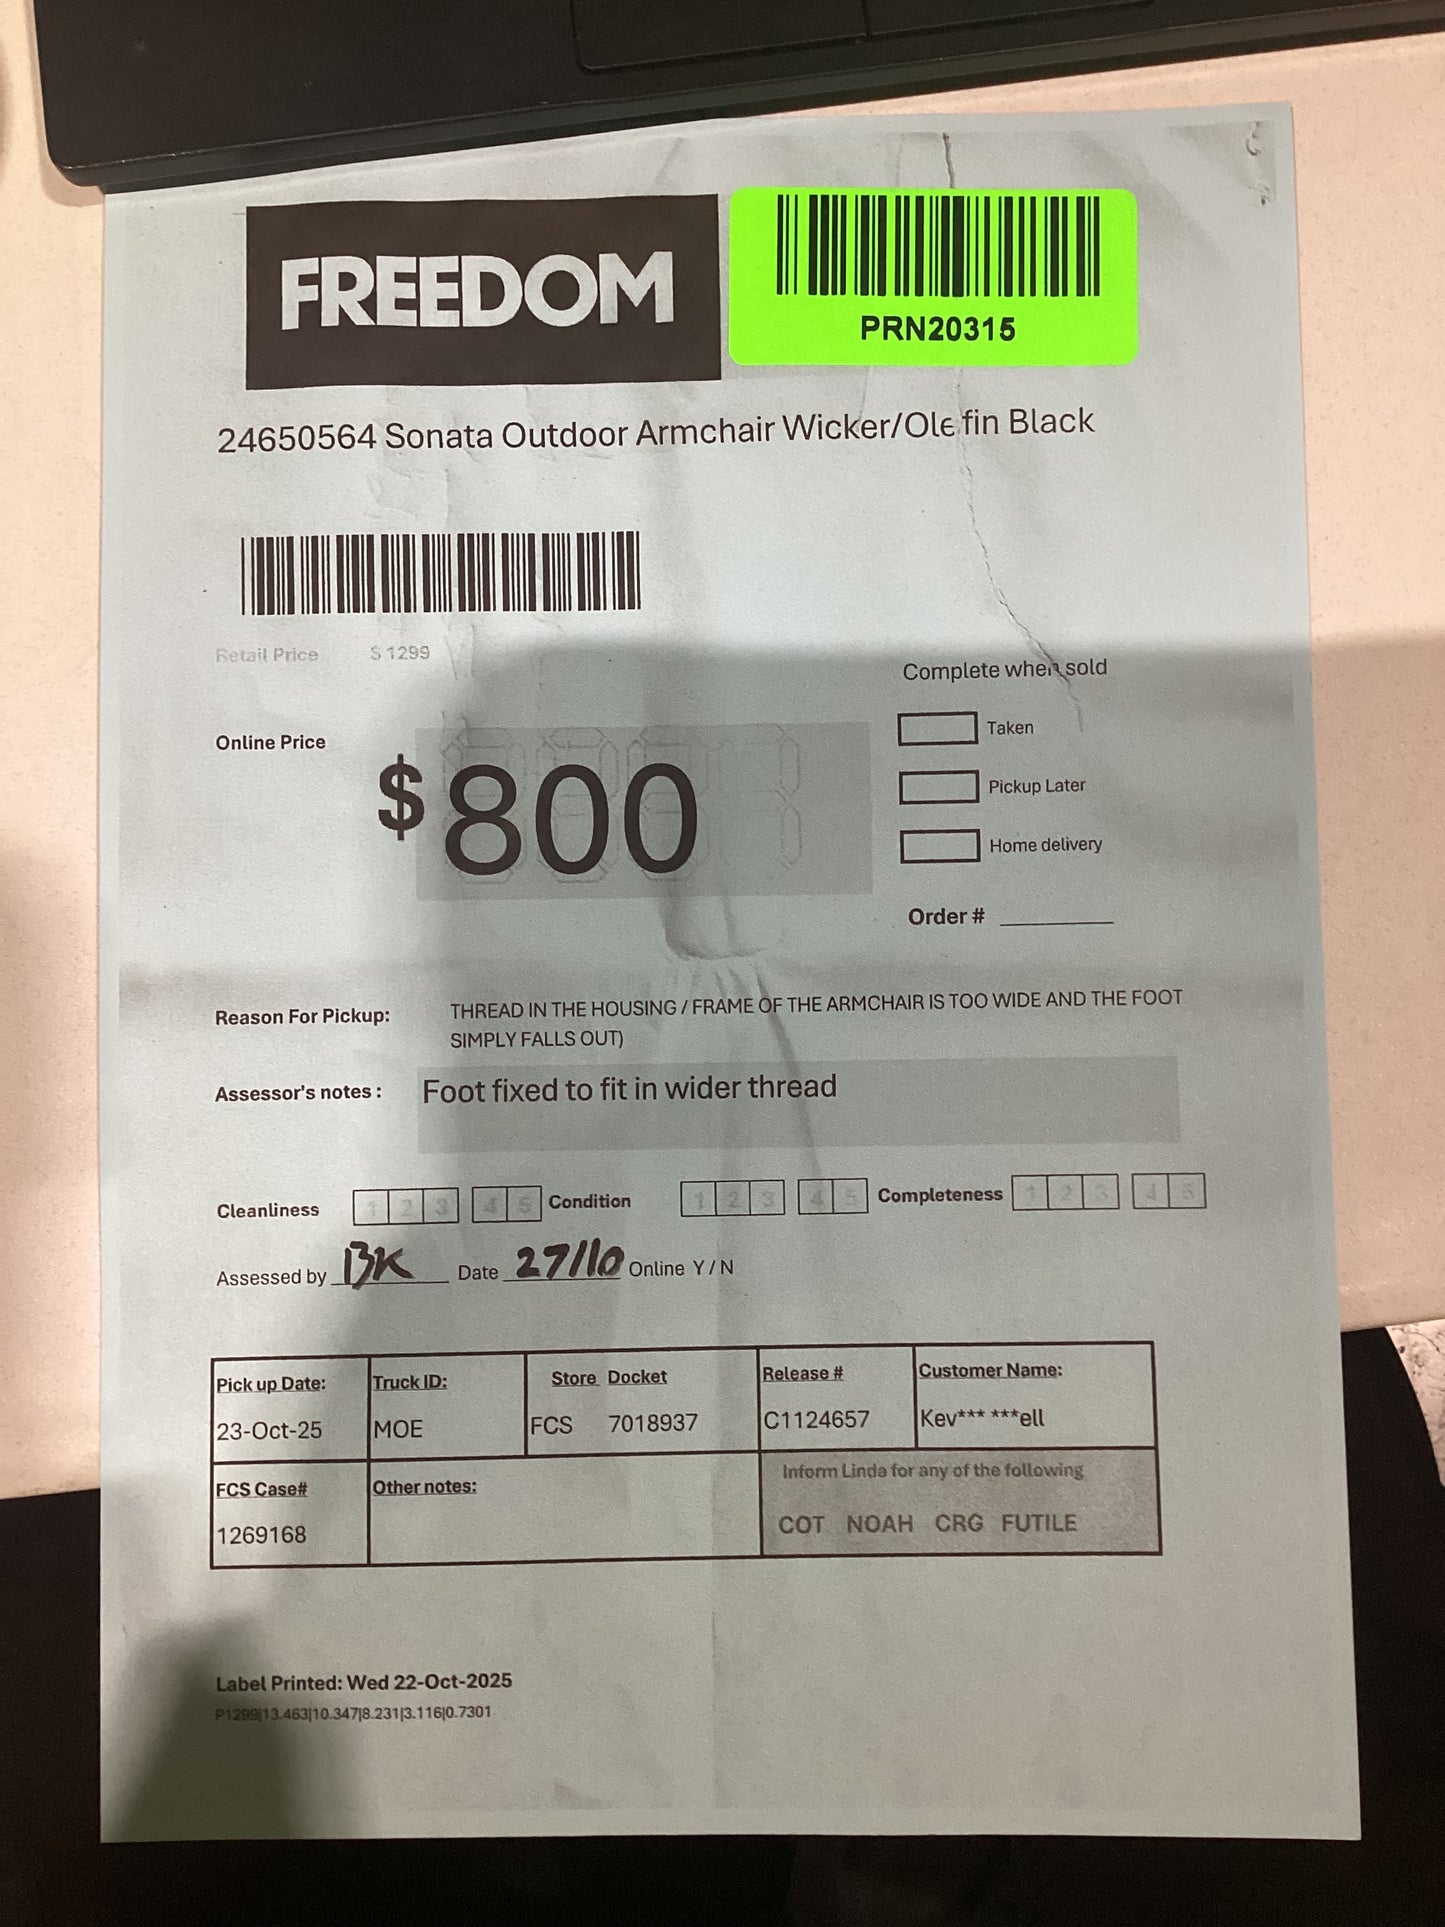 FREEDOM
PRN20315
24650564 Sonata Outdoor Armchair Wicker/Olefin Black
Retail Price $ 1299
Complete when sold
Online Price
$800
Taken
Pickup Later
Home delivery
Order #
Reason For Pickup: THREAD IN THE HOUSING / FRAME OF THE ARMCHAIR IS TOO WIDE AND THE FOOT
SIMPLY FALLS OUT)
Assessor's notes : Foot fixed to fit in wider thread
Cleanliness 1 2 3 4 5 Condition 1 2 3 4 5 Completeness 1 2 3 4 5
Assessed by BK Date 27/10 Online Y / N
Pick up Date: Truck ID: Store Docket Release # Customer Name:
23-Oct-25 MOE FCS 7018937 C1124657 Kev*** ***ell
FCS Case# Other notes: Inform Linda for any of the following
1269168 COT NOAH CRG FUTILE
Label Printed: Wed 22-Oct-2025
P1299|13.463|10.347|8.231|3.116|0.7301